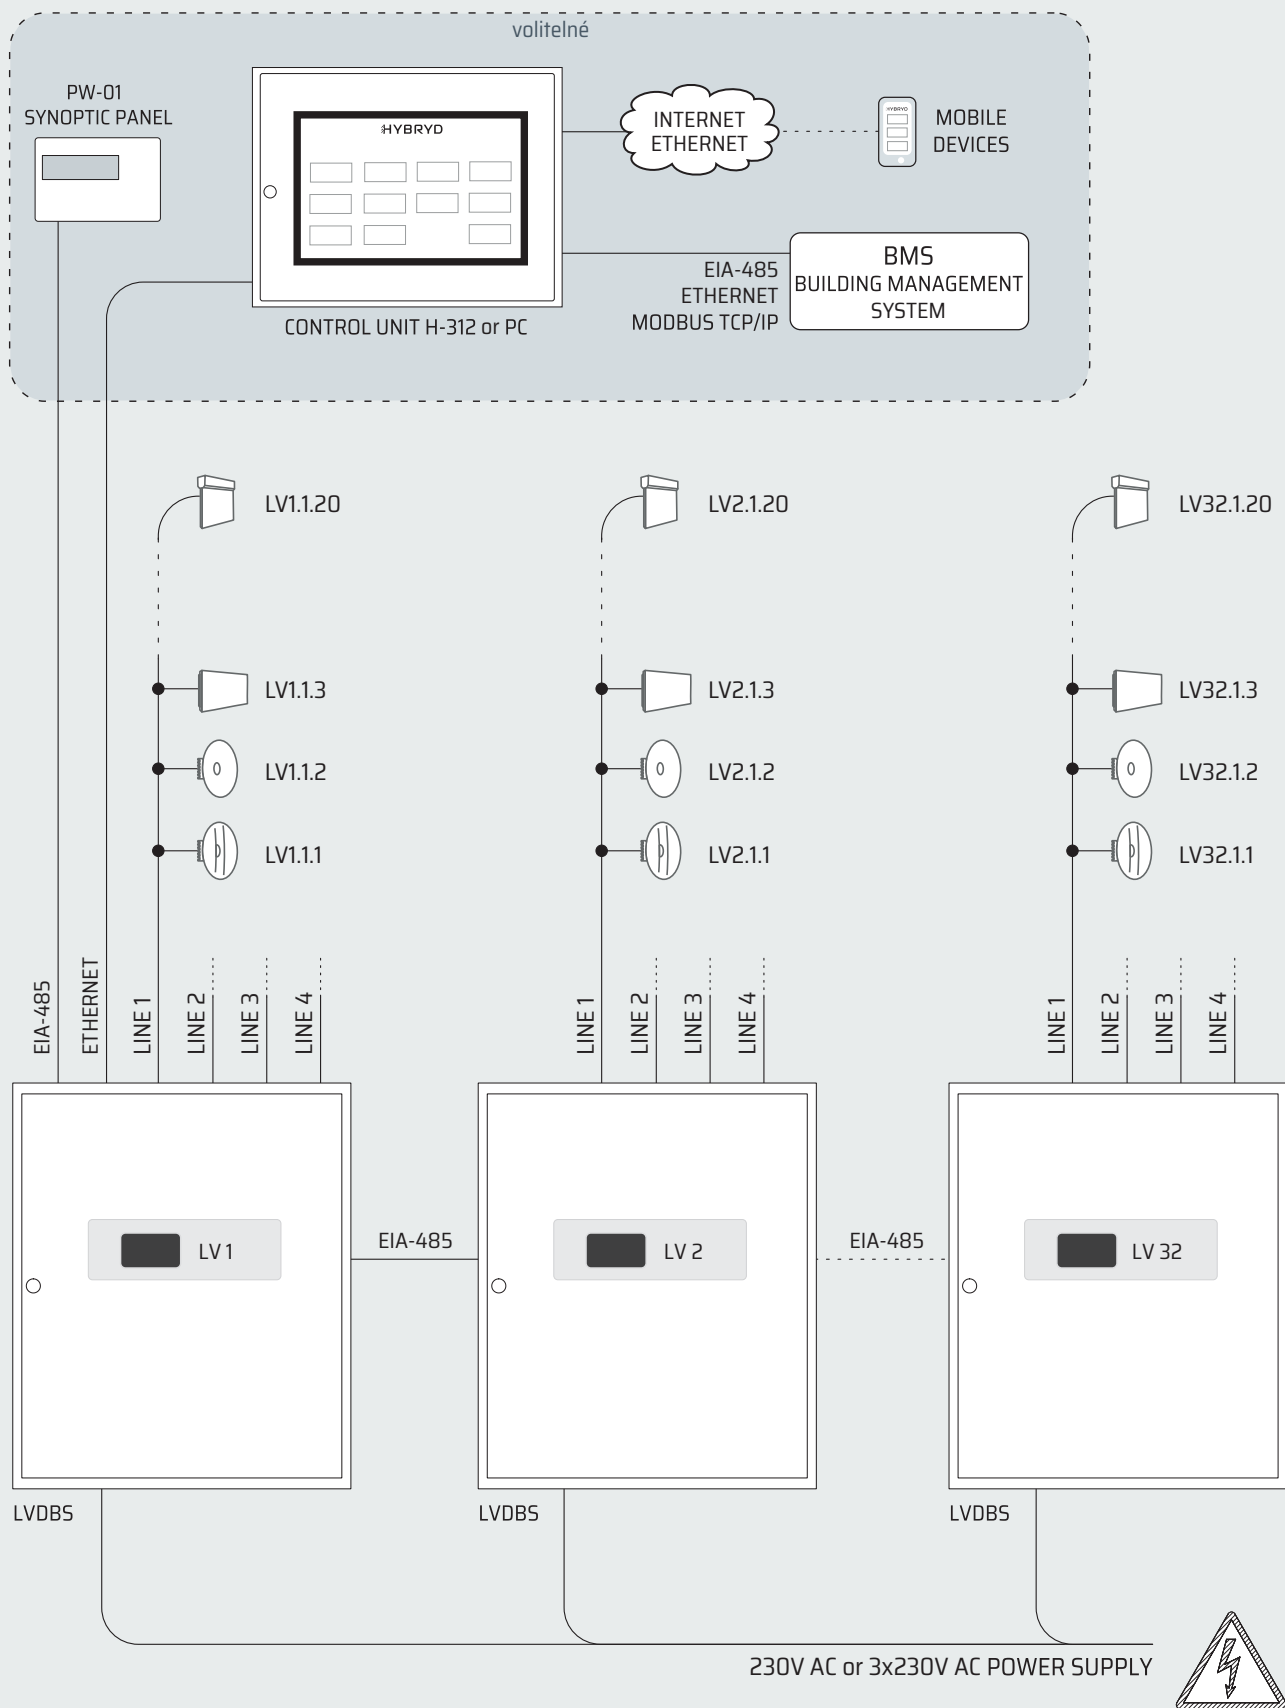 volitelné
PW-01
SYNOPTIC PANEL
HYBRYD
CONTROL UNIT H-312 or PC
INTERNET
ETHERNET
HYBRYD
MOBILE
DEVICES
EIA-485
ETHERNET
MODBUS TCP/IP
BMS
BUILDING MANAGEMENT
SYSTEM
LV1.1.20
LV2.1.20
LV32.1.20
LV1.1.3
LV2.1.3
LV32.1.3
LV1.1.2
LV2.1.2
LV32.1.2
LV1.1.1
LV2.1.1
LV32.1.1
EIA-485
ETHERNET
LINE 1
LINE 2
LINE 3
LINE 4
LINE 1
LINE 2
LINE 3
LINE 4
LINE 1
LINE 2
LINE 3
LINE 4
LV 1
EIA-485
LV 2
EIA-485
LV 32
LVDBS
LVDBS
LVDBS
230V AC or 3x230V AC POWER SUPPLY